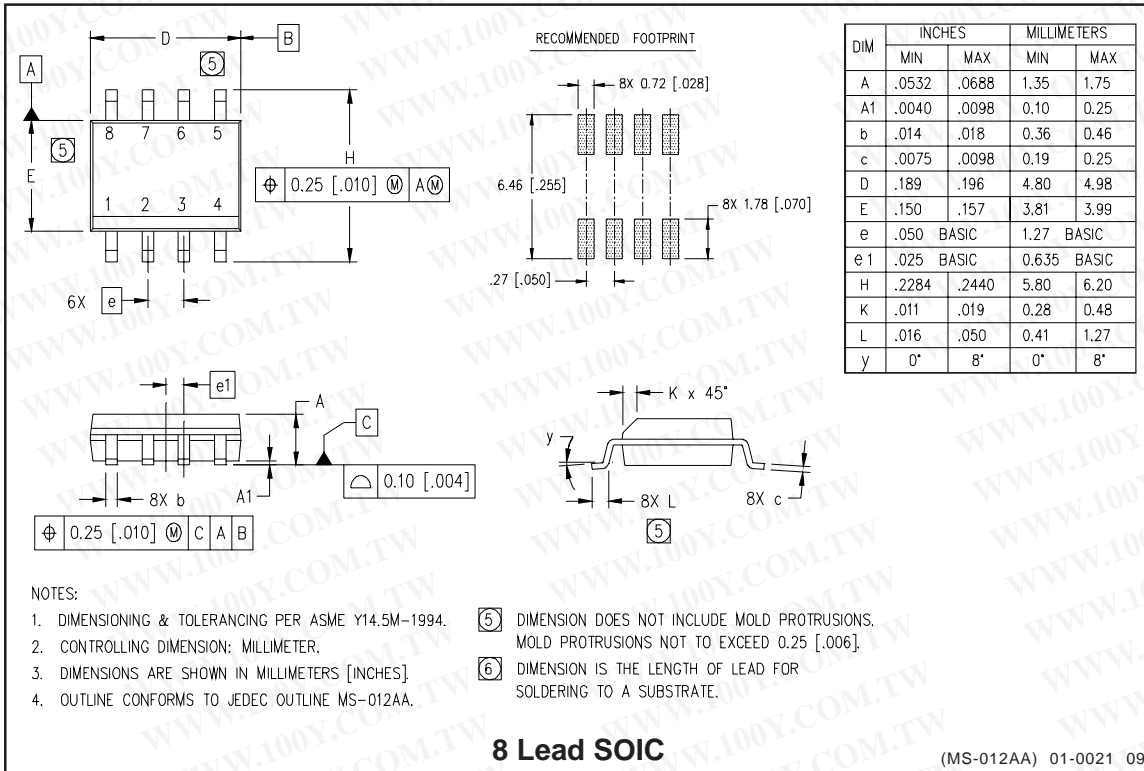 D
B
A
5
RECOMMENDED FOOTPRINT
8X 0.72 [.028]
8 7 6 5
5
E
H
⌖ 0.25 [.010] Ⓜ A Ⓜ
1 2 3 4
6X e
6.46 [.255]
8X 1.78 [.070]
.27 [.050]
DIM INCHES MILLIMETERS
MIN MAX MIN MAX
A .0532 .0688 1.35 1.75
A1 .0040 .0098 0.10 0.25
b .014 .018 0.36 0.46
c .0075 .0098 0.19 0.25
D .189 .196 4.80 4.98
E .150 .157 3.81 3.99
e .050 BASIC 1.27 BASIC
e1 .025 BASIC 0.635 BASIC
H .2284 .2440 5.80 6.20
K .011 .019 0.28 0.48
L .016 .050 0.41 1.27
y 0° 8° 0° 8°
e1
A
C
8X b
A1
⌓ 0.10 [.004]
⌖ 0.25 [.010] Ⓜ C A B
K x 45°
y
8X L
8X c
5
NOTES:
1. DIMENSIONING & TOLERANCING PER ASME Y14.5M-1994.
2. CONTROLLING DIMENSION: MILLIMETER.
3. DIMENSIONS ARE SHOWN IN MILLIMETERS [INCHES].
4. OUTLINE CONFORMS TO JEDEC OUTLINE MS-012AA.
5 DIMENSION DOES NOT INCLUDE MOLD PROTRUSIONS.
MOLD PROTRUSIONS NOT TO EXCEED 0.25 [.006].
6 DIMENSION IS THE LENGTH OF LEAD FOR
SOLDERING TO A SUBSTRATE.
8 Lead SOIC
(MS-012AA) 01-0021 09
WWW.100Y.COM.TW